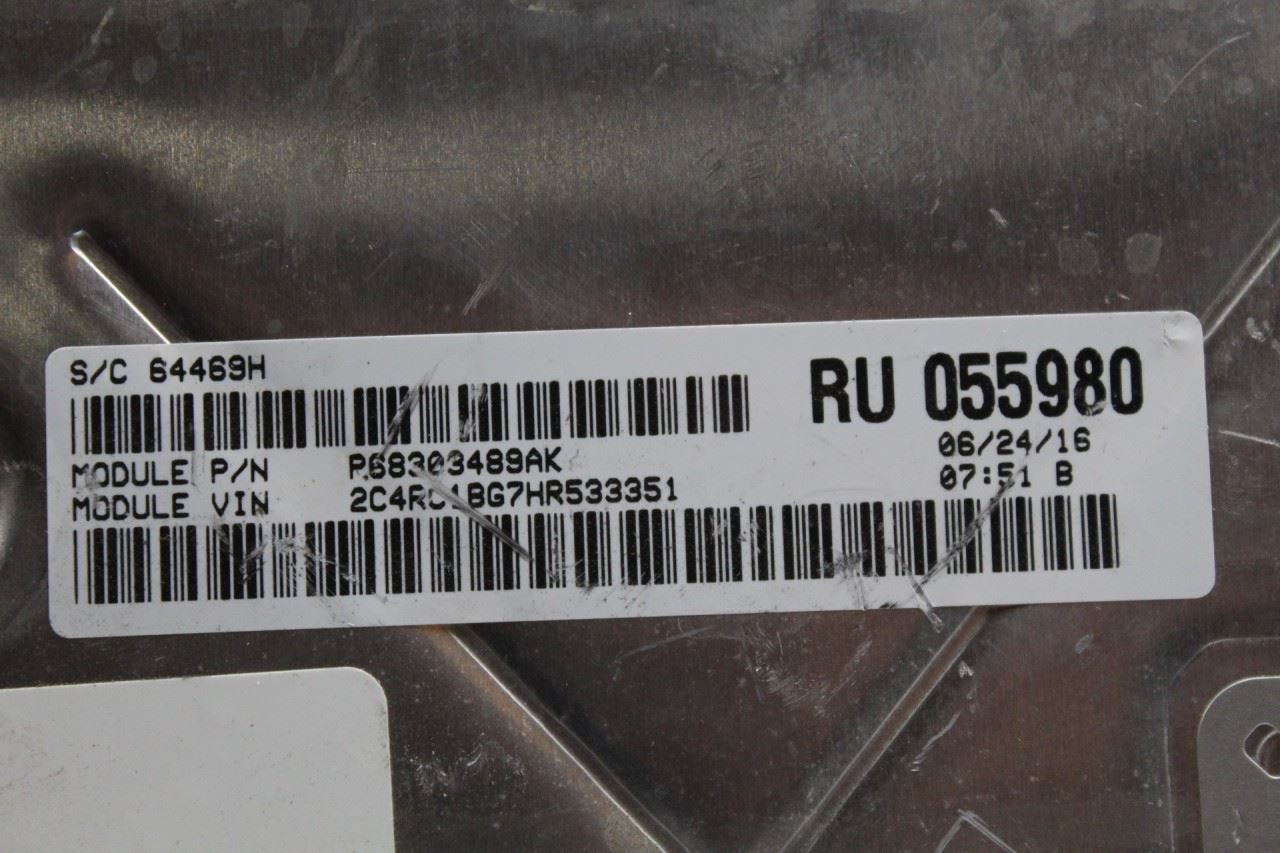 S/C 64469H
RU 055980
06/24/16
07:51 B
MODULE P/N P68303489AK
MODULE VIN 2C4RC1BG7HR533351